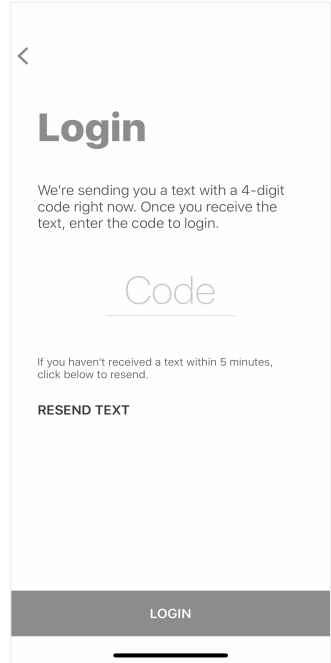 Login
We're sending you a text with a 4-digit
code right now. Once you receive the
text, enter the code to login.
Code
If you haven't received a text within 5 minutes,
click below to resend.
RESEND TEXT
LOGIN